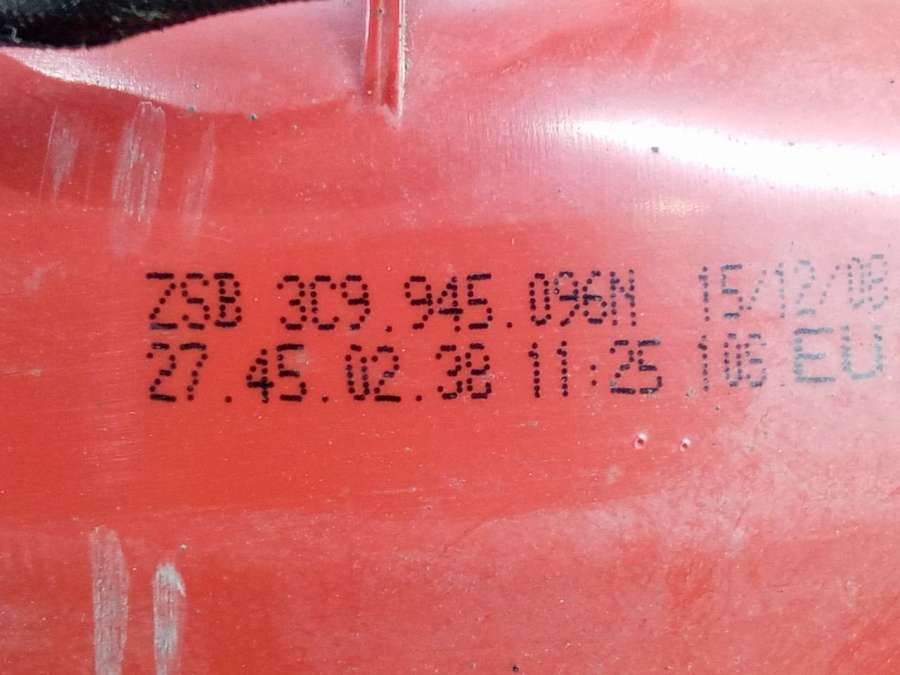 ZSB 3C9.945.096N 15/12/08
27.45.02.38 11:25 106 EU